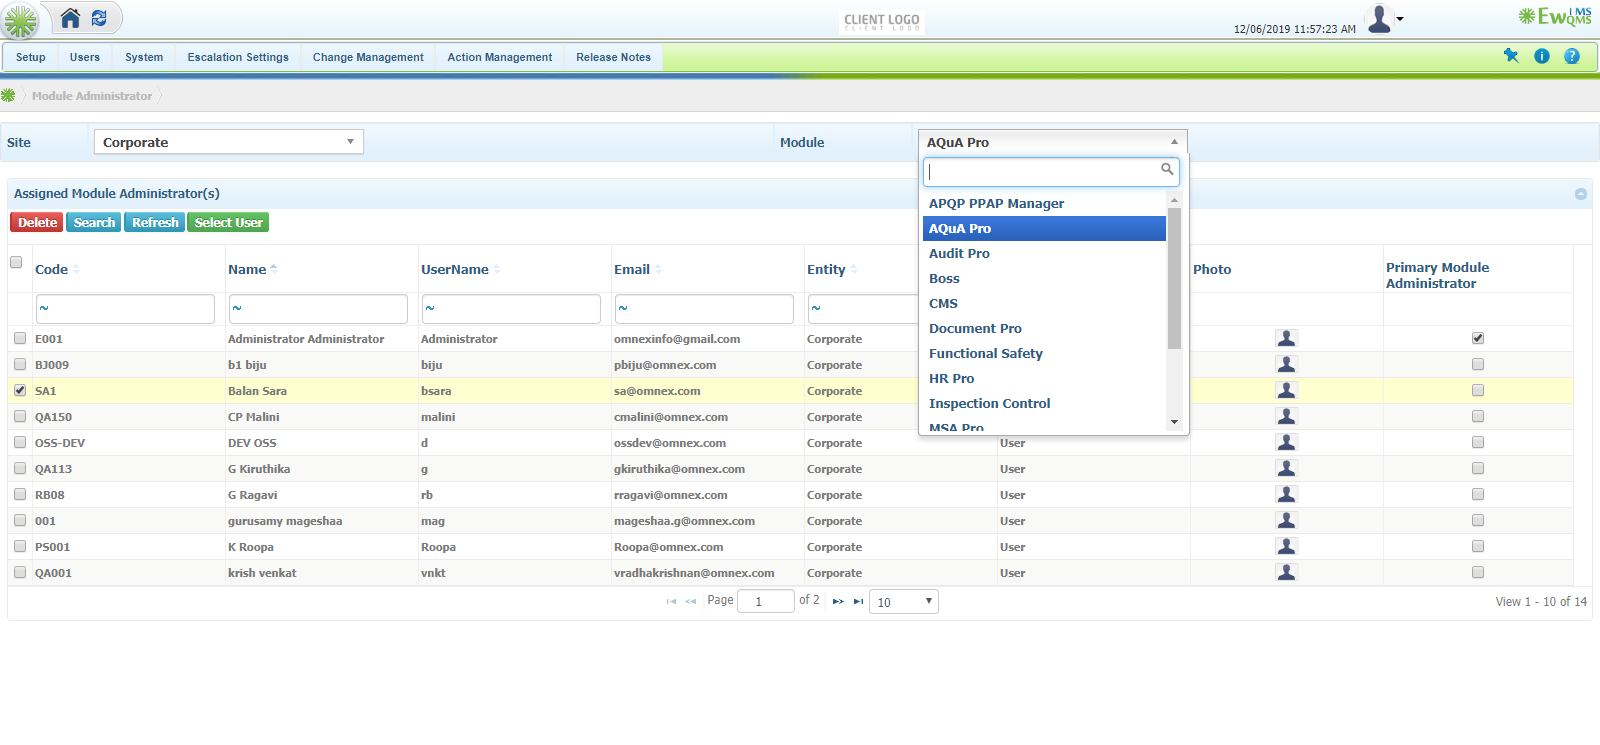 CLIENT LOGO
CLIENT LOGO
12/06/2019 11:57:23 AM
Ew IMS QMS
Setup Users System Escalation Settings Change Management Action Management Release Notes
Module Administrator
Site Corporate Module AQuA Pro
APQP PPAP Manager
AQuA Pro
Audit Pro
Boss
CMS
Document Pro
Functional Safety
HR Pro
Inspection Control
MSA Pro
Assigned Module Administrator(s)
Delete Search Refresh Select User
Code Name UserName Email Entity Photo Primary Module Administrator
~ ~ ~ ~ ~
E001 Administrator Administrator Administrator omnexinfo@gmail.com Corporate
BJ009 b1 biju biju pbiju@omnex.com Corporate
SA1 Balan Sara bsara sa@omnex.com Corporate
QA150 CP Malini malini cmalini@omnex.com Corporate
OSS-DEV DEV OSS d ossdev@omnex.com Corporate User
QA113 G Kiruthika g gkiruthika@omnex.com Corporate User
RB08 G Ragavi rb rragavi@omnex.com Corporate User
001 gurusamy mageshaa mag mageshaa.g@omnex.com Corporate User
PS001 K Roopa Roopa Roopa@omnex.com Corporate User
QA001 krish venkat vnkt vradhakrishnan@omnex.com Corporate User
Page 1 of 2 10 View 1 - 10 of 14